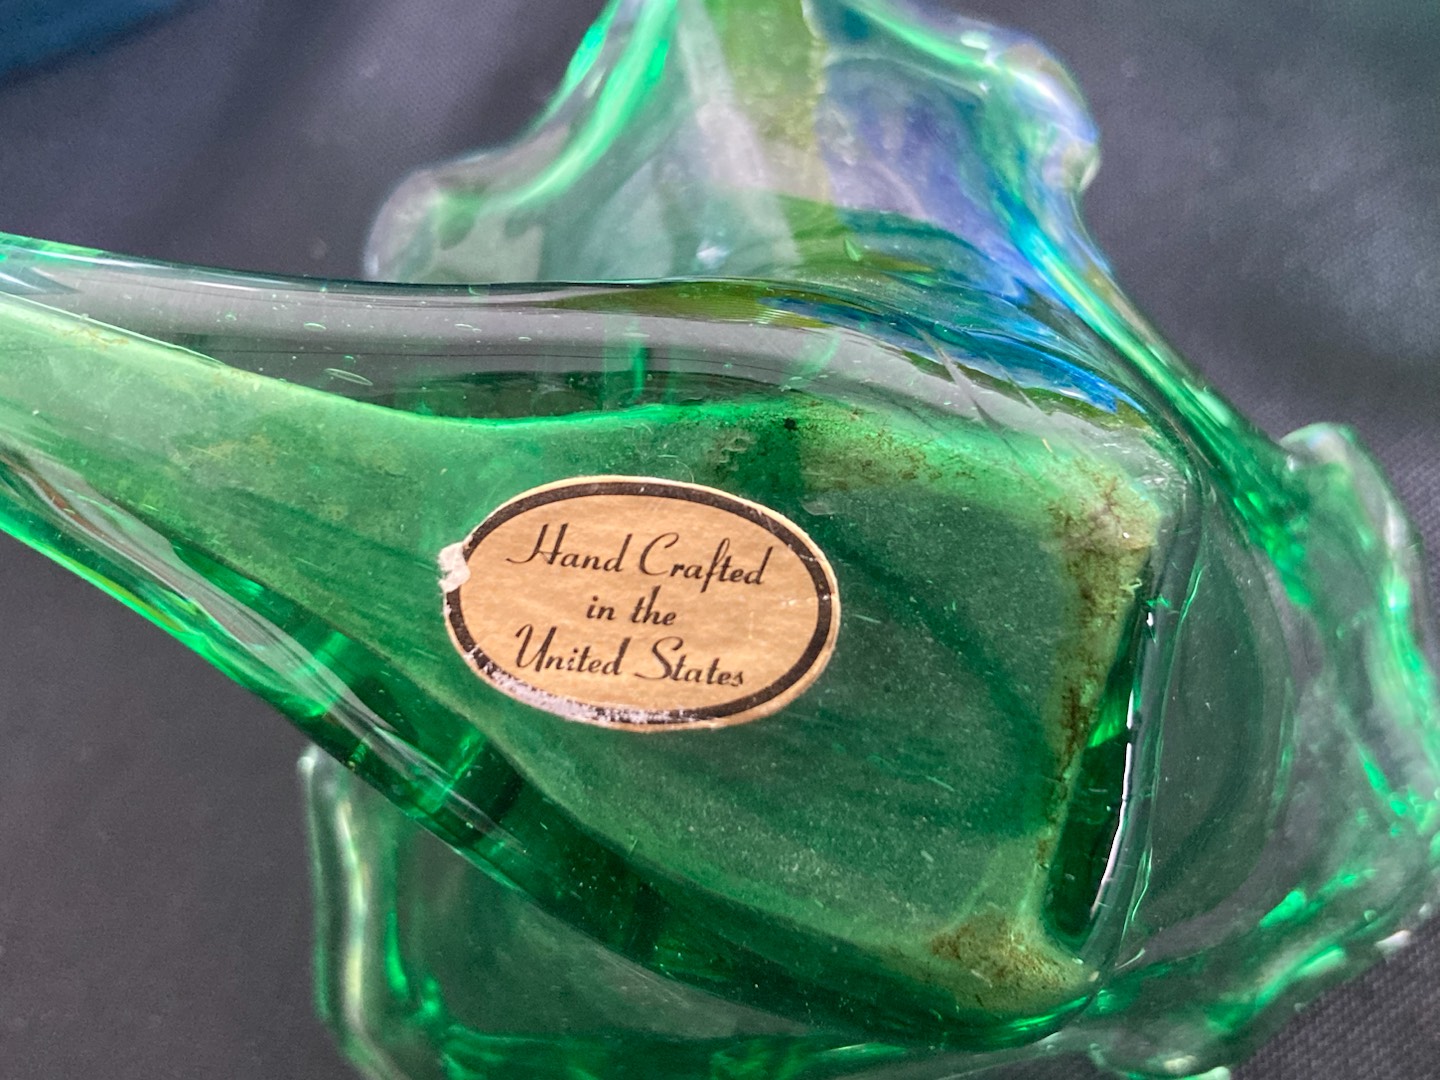 Hand Crafted
in the
United States